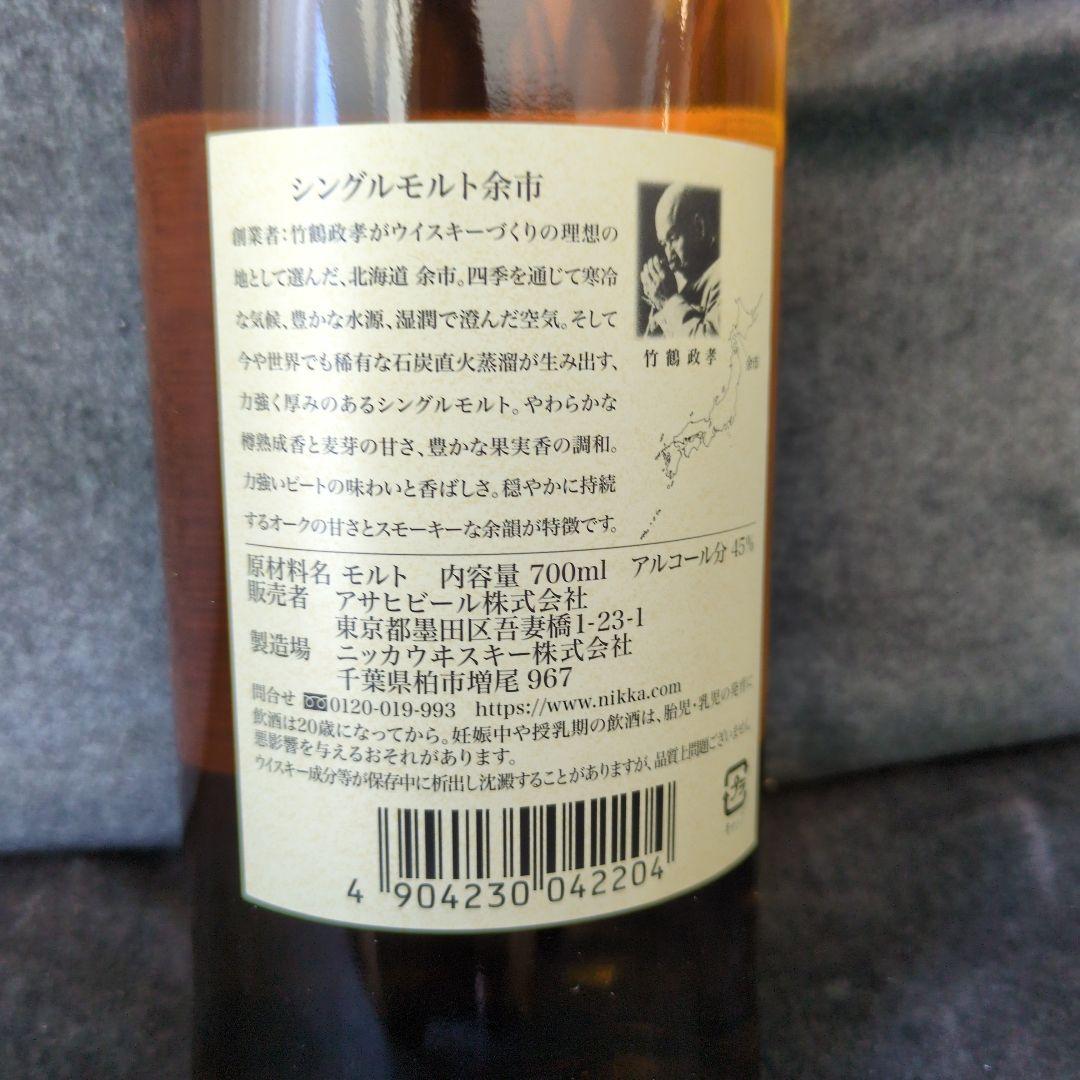 シングルモルト余市
創業者：竹鶴政孝がウイスキーづくりの理想の
地として選んだ、北海道 余市。四季を通じて寒冷
な気候、豊かな水源、湿潤で澄んだ空気。そして
今や世界でも稀有な石炭直火蒸溜が生み出す、
力強く厚みのあるシングルモルト。やわらかな
樽熟成香と麦芽の甘さ、豊かな果実香の調和。
力強いピートの味わいと香ばしさ。穏やかに持続
するオークの甘さとスモーキーな余韻が特徴です。
竹鶴政孝
余市
原材料名 モルト 内容量 700ml アルコール分 45%
販売者 アサヒビール株式会社
東京都墨田区吾妻橋1-23-1
製造場 ニッカウヰスキー株式会社
千葉県柏市増尾 967
問合せ 0120-019-993 https://www.nikka.com
飲酒は20歳になってから。妊娠中や授乳期の飲酒は、胎児・乳児の発育に
悪影響を与えるおそれがあります。
ウイスキー成分等が保存中に析出し沈澱することがありますが、品質上問題ございません
4 904230 042204